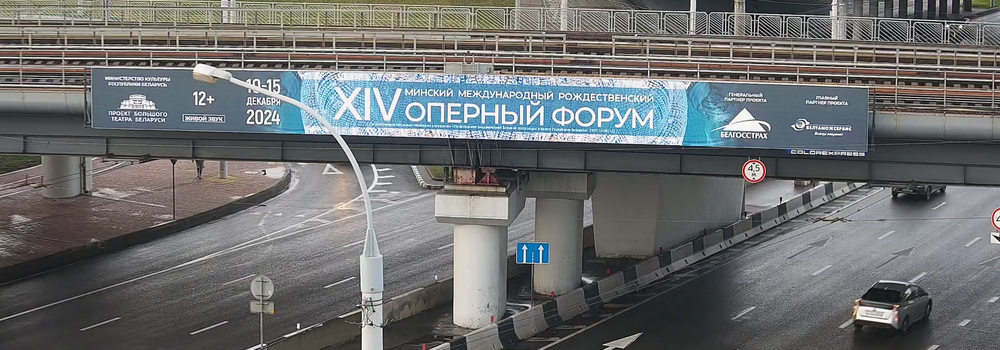 МИНИСТЕРСТВО КУЛЬТУРЫ
РЕСПУБЛИКИ БЕЛАРУСЬ
ПРОЕКТ БОЛЬШОГО
ТЕАТРА БЕЛАРУСИ
12+
ЖИВОЙ ЗВУК
10-15
ДЕКАБРЯ
2024
XIV МИНСКИЙ МЕЖДУНАРОДНЫЙ РОЖДЕСТВЕНСКИЙ
ОПЕРНЫЙ ФОРУМ
ГЕНЕРАЛЬНЫЙ
ПАРТНЕР ПРОЕКТА
БЕЛГОССТРАХ
ГЛАВНЫЙ
ПАРТНЕР ПРОЕКТА
БЕЛТАМОЖСЕРВИС
COLOREXPRESS
4,5
м